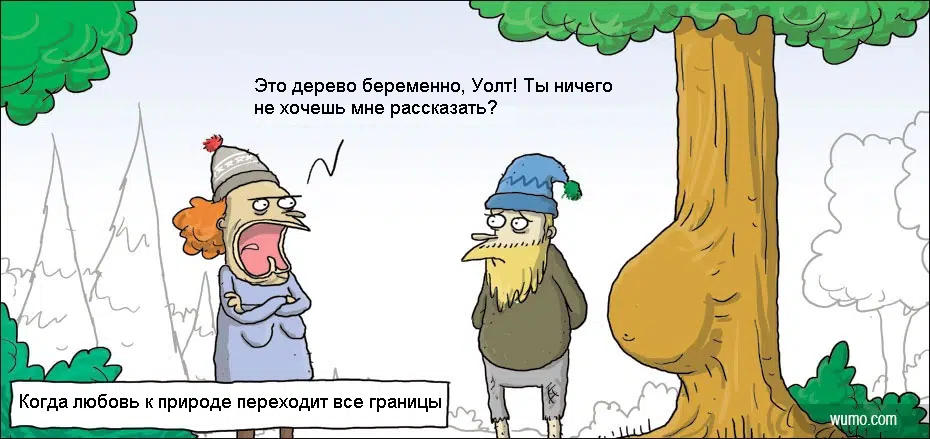 Это дерево беременно, Уолт! Ты ничего
не хочешь мне рассказать?
Когда любовь к природе переходит все границы
wumo.com